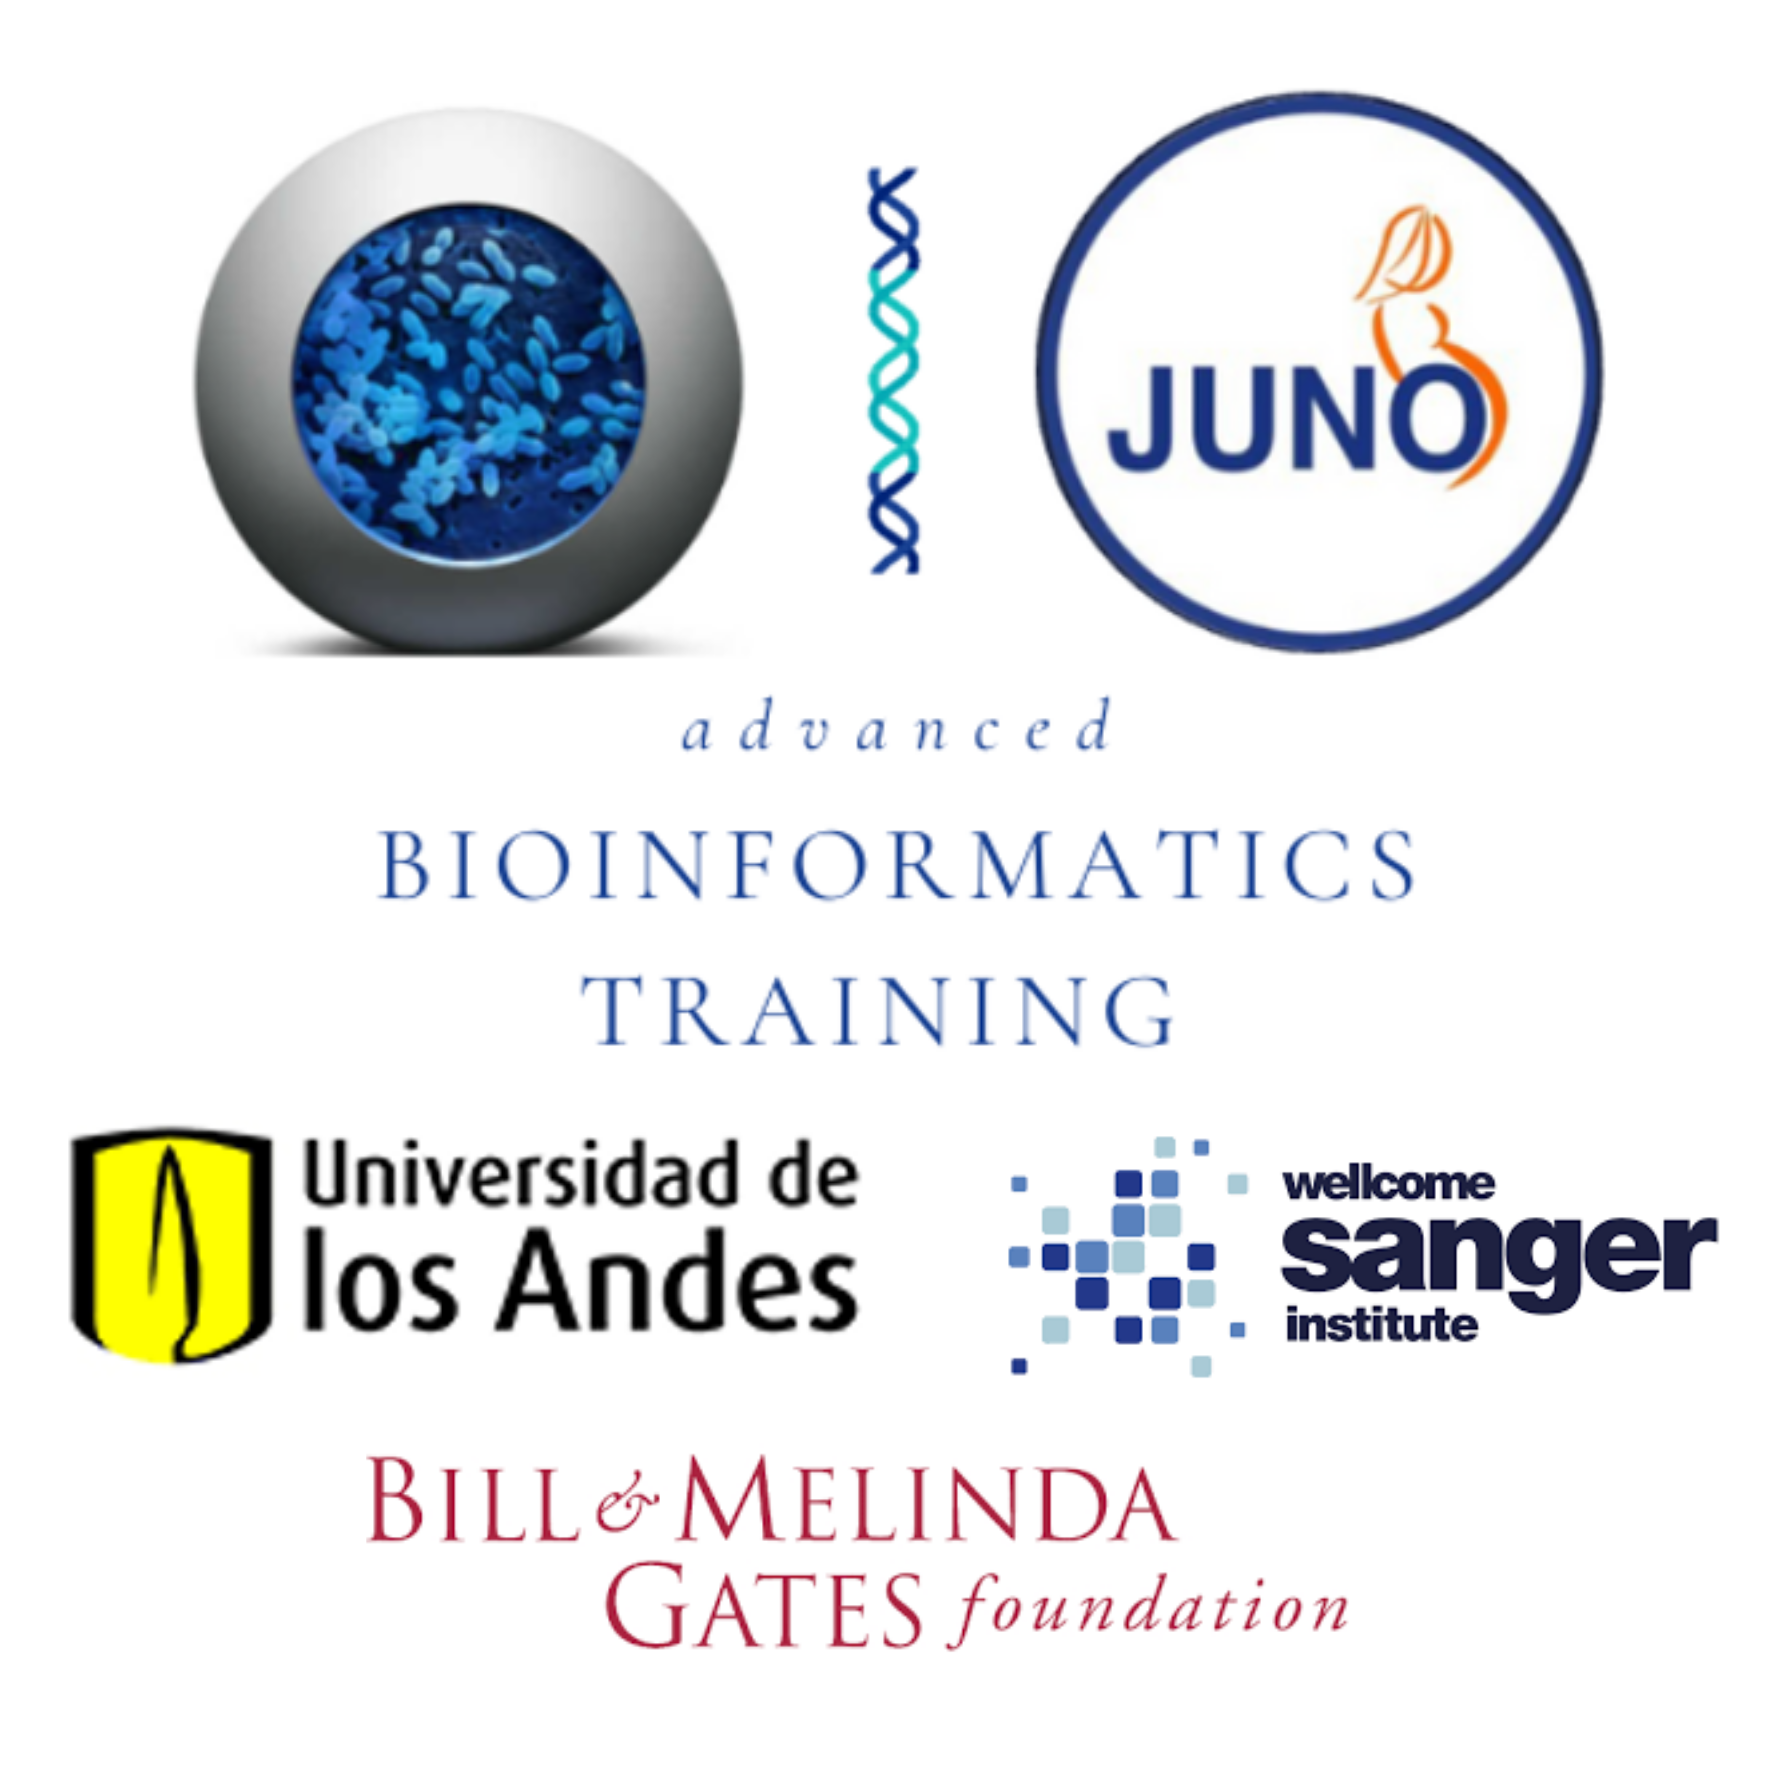 JUNO
advanced
BIOINFORMATICS
TRAINING
Universidad de
los Andes
wellcome
sanger
institute
BILL & MELINDA
GATES foundation